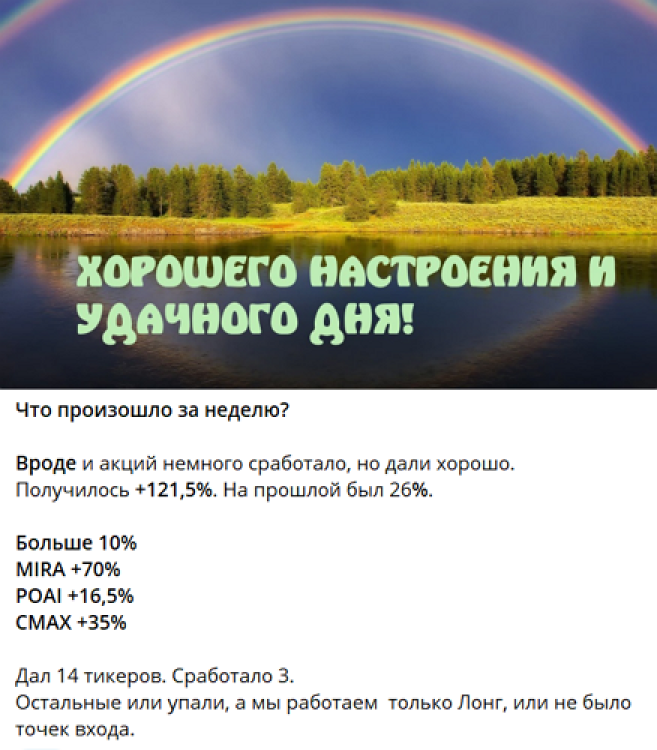 ХОРОШЕГО НАСТРОЕНИЯ И
УДАЧНОГО ДНЯ!
Что произошло за неделю?
Вроде и акций немного сработало, но дали хорошо.
Получилось +121,5%. На прошлой был 26%.
Больше 10%
MIRA +70%
POAI +16,5%
CMAX +35%
Дал 14 тикеров. Сработало 3.
Остальные или упали, а мы работаем только Лонг, или не было
точек входа.